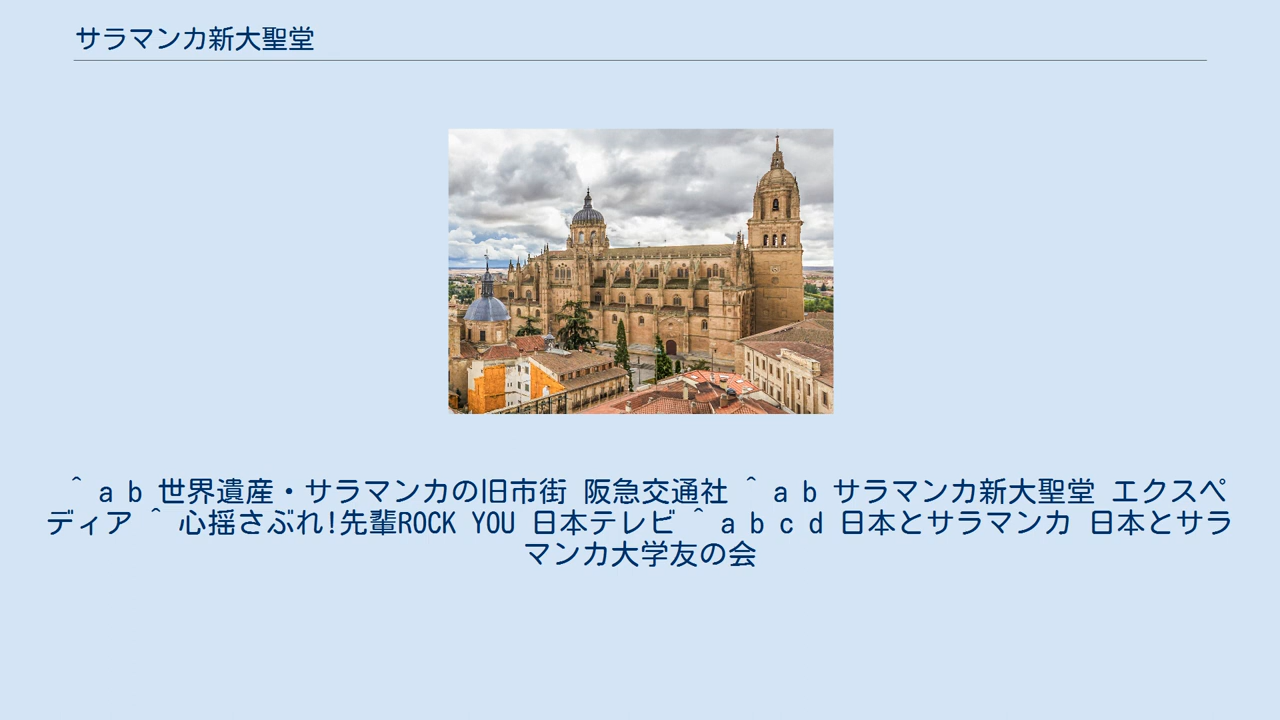 サラマンカ新大聖堂
^ a b 世界遺産・サラマンカの旧市街 阪急交通社 ^ a b サラマンカ新大聖堂 エクスペ
ディア ^ 心揺さぶれ!先輩ROCK YOU 日本テレビ ^ a b c d 日本とサラマンカ 日本とサラ
マンカ大学友の会